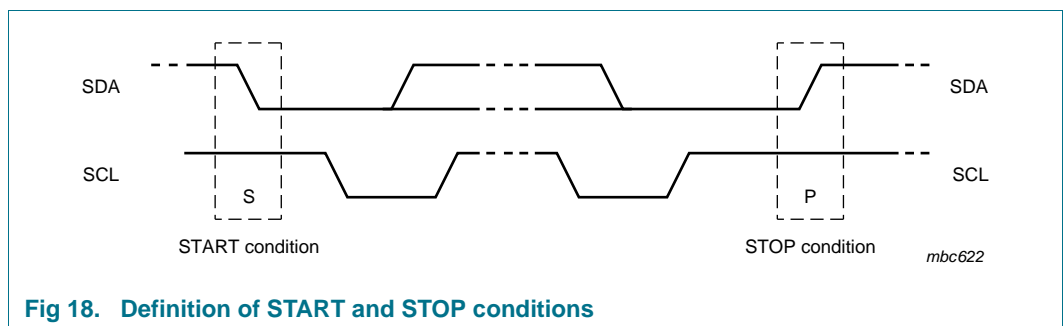 SDA
SDA
SCL
SCL
S
P
START condition
STOP condition
mbc622
Fig 18. Definition of START and STOP conditions